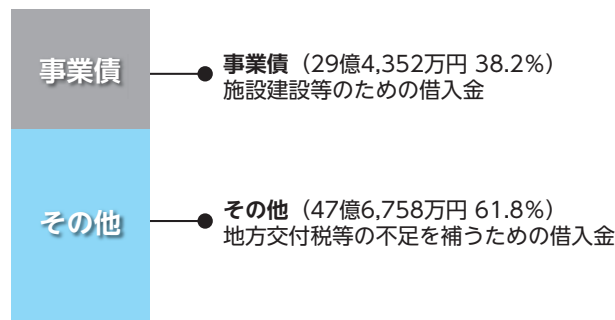 事業債
事業債（29億4,352万円 38.2%）
施設建設等のための借入金
その他
その他（47億6,758万円 61.8%）
地方交付税等の不足を補うための借入金